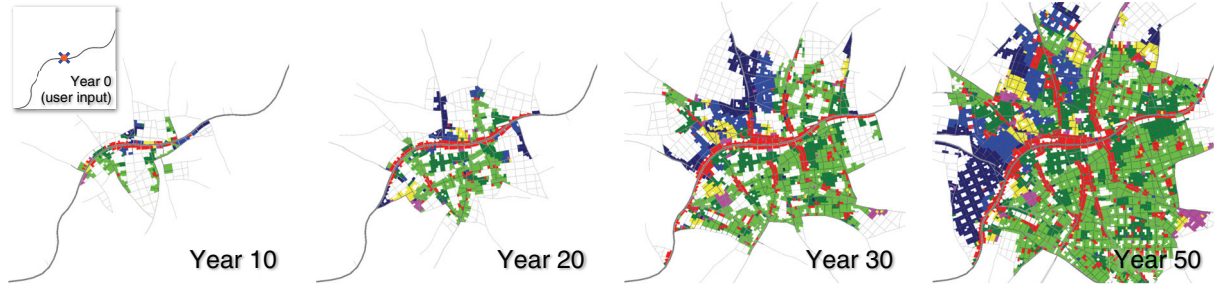 Year 0
(user input)
Year 10
Year 20
Year 30
Year 50